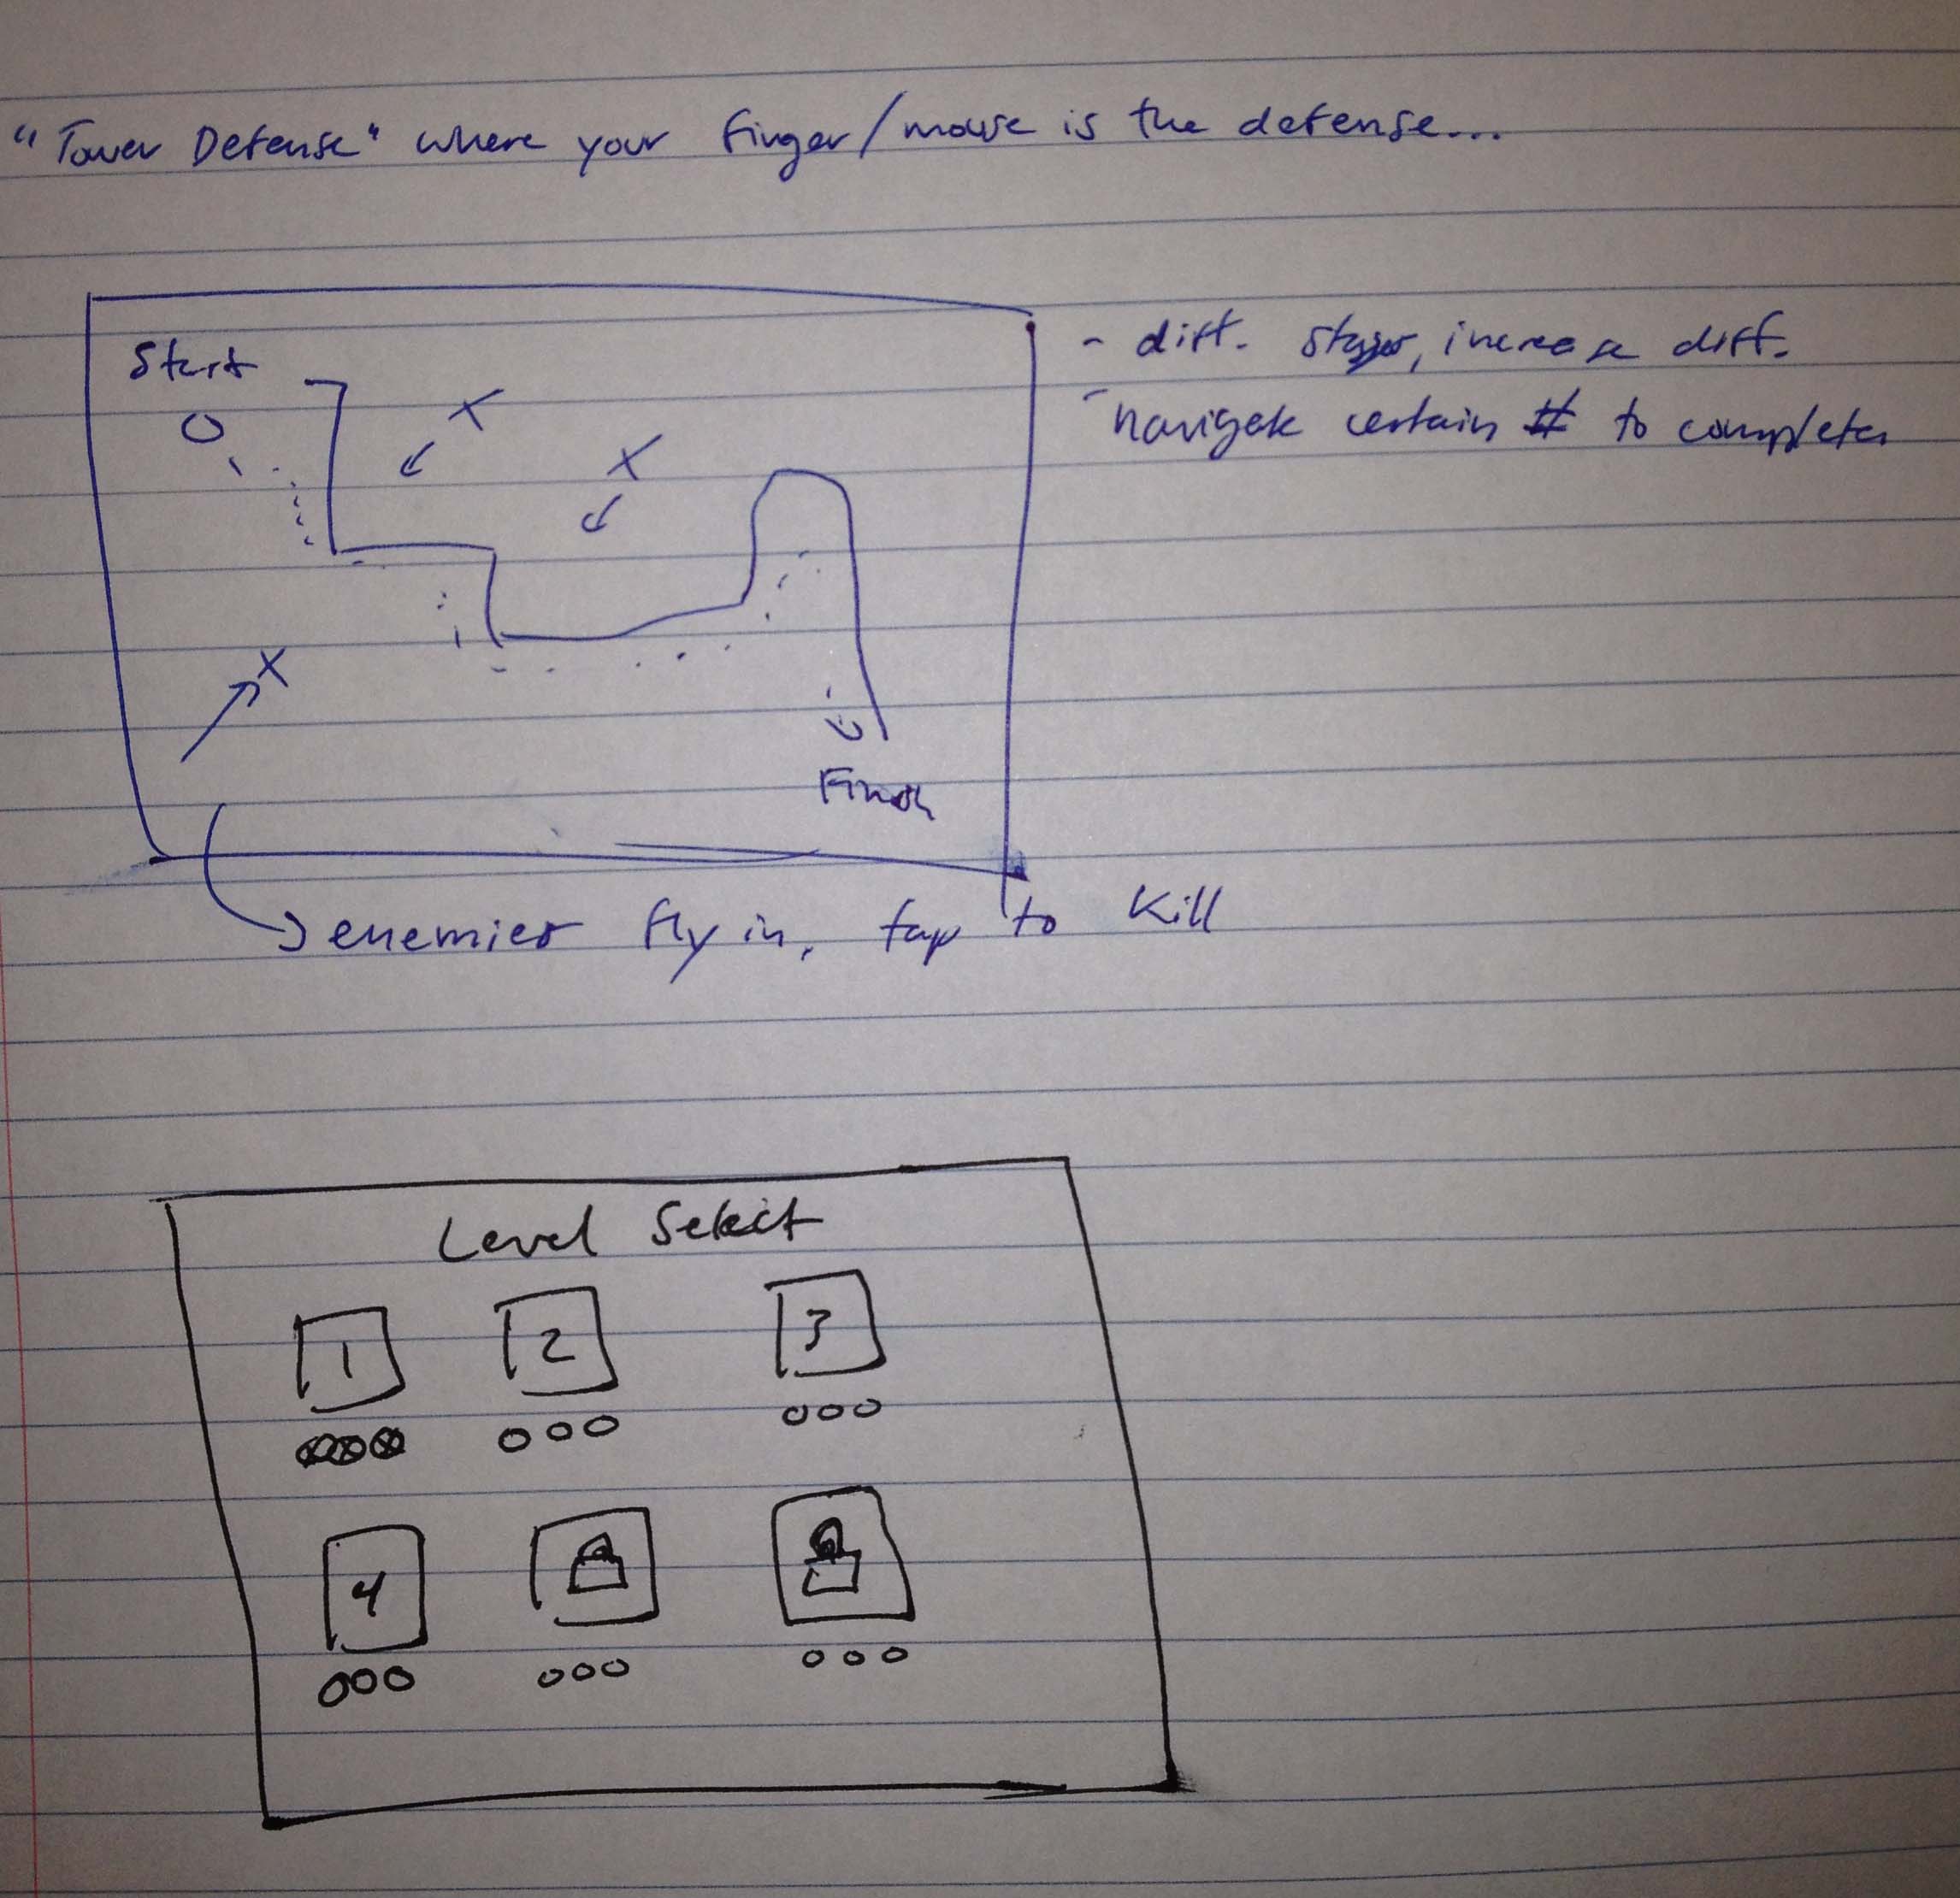 "Tower Defense" where your finger/mouse is the defense...
Start
- diff. stages, increase diff.
- navigate certain # to complete
Finish
enemies fly in, tap to kill
Level Select
1 2 3
4